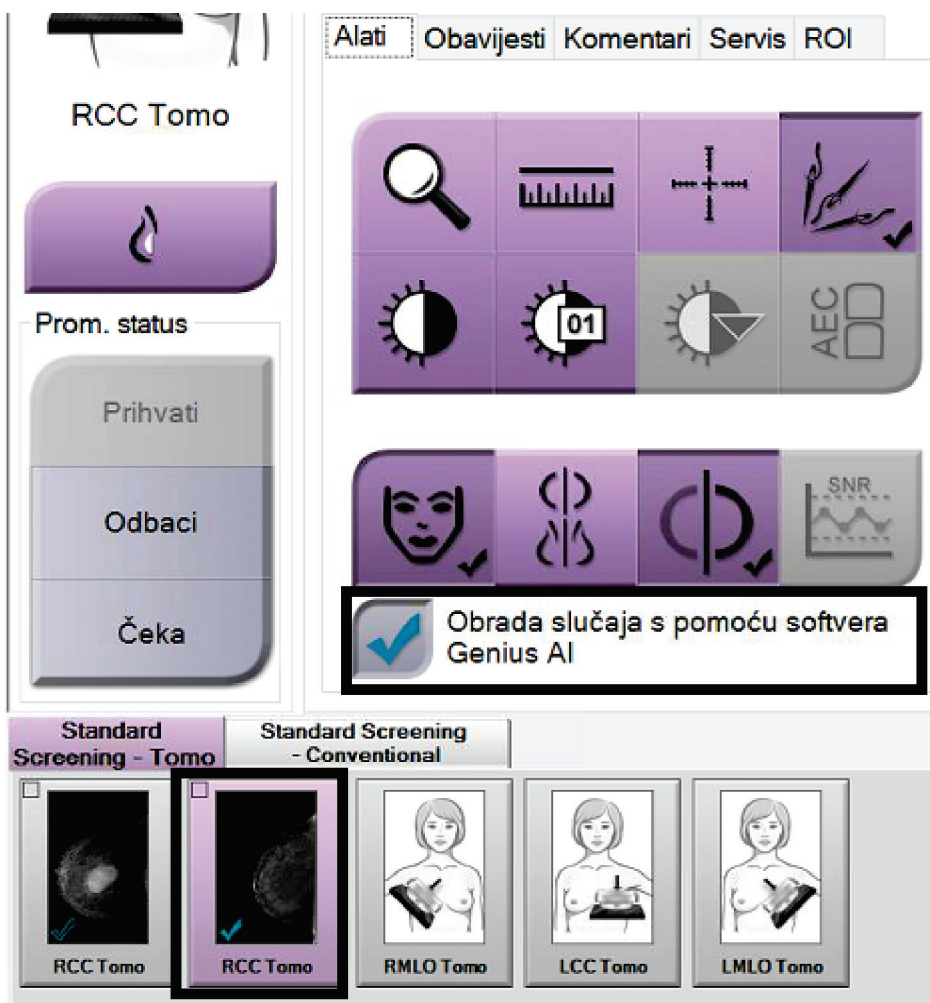 RCC Tomo
Prom. status
Prihvati
Odbaci
Čeka
Alati Obavijesti Komentari Servis ROI
01
AEC
SNR
Obrada slučaja s pomoću softvera
Genius AI
Standard
Screening - Tomo
Standard Screening
- Conventional
RCC Tomo
RCC Tomo
RMLO Tomo
LCC Tomo
LMLO Tomo